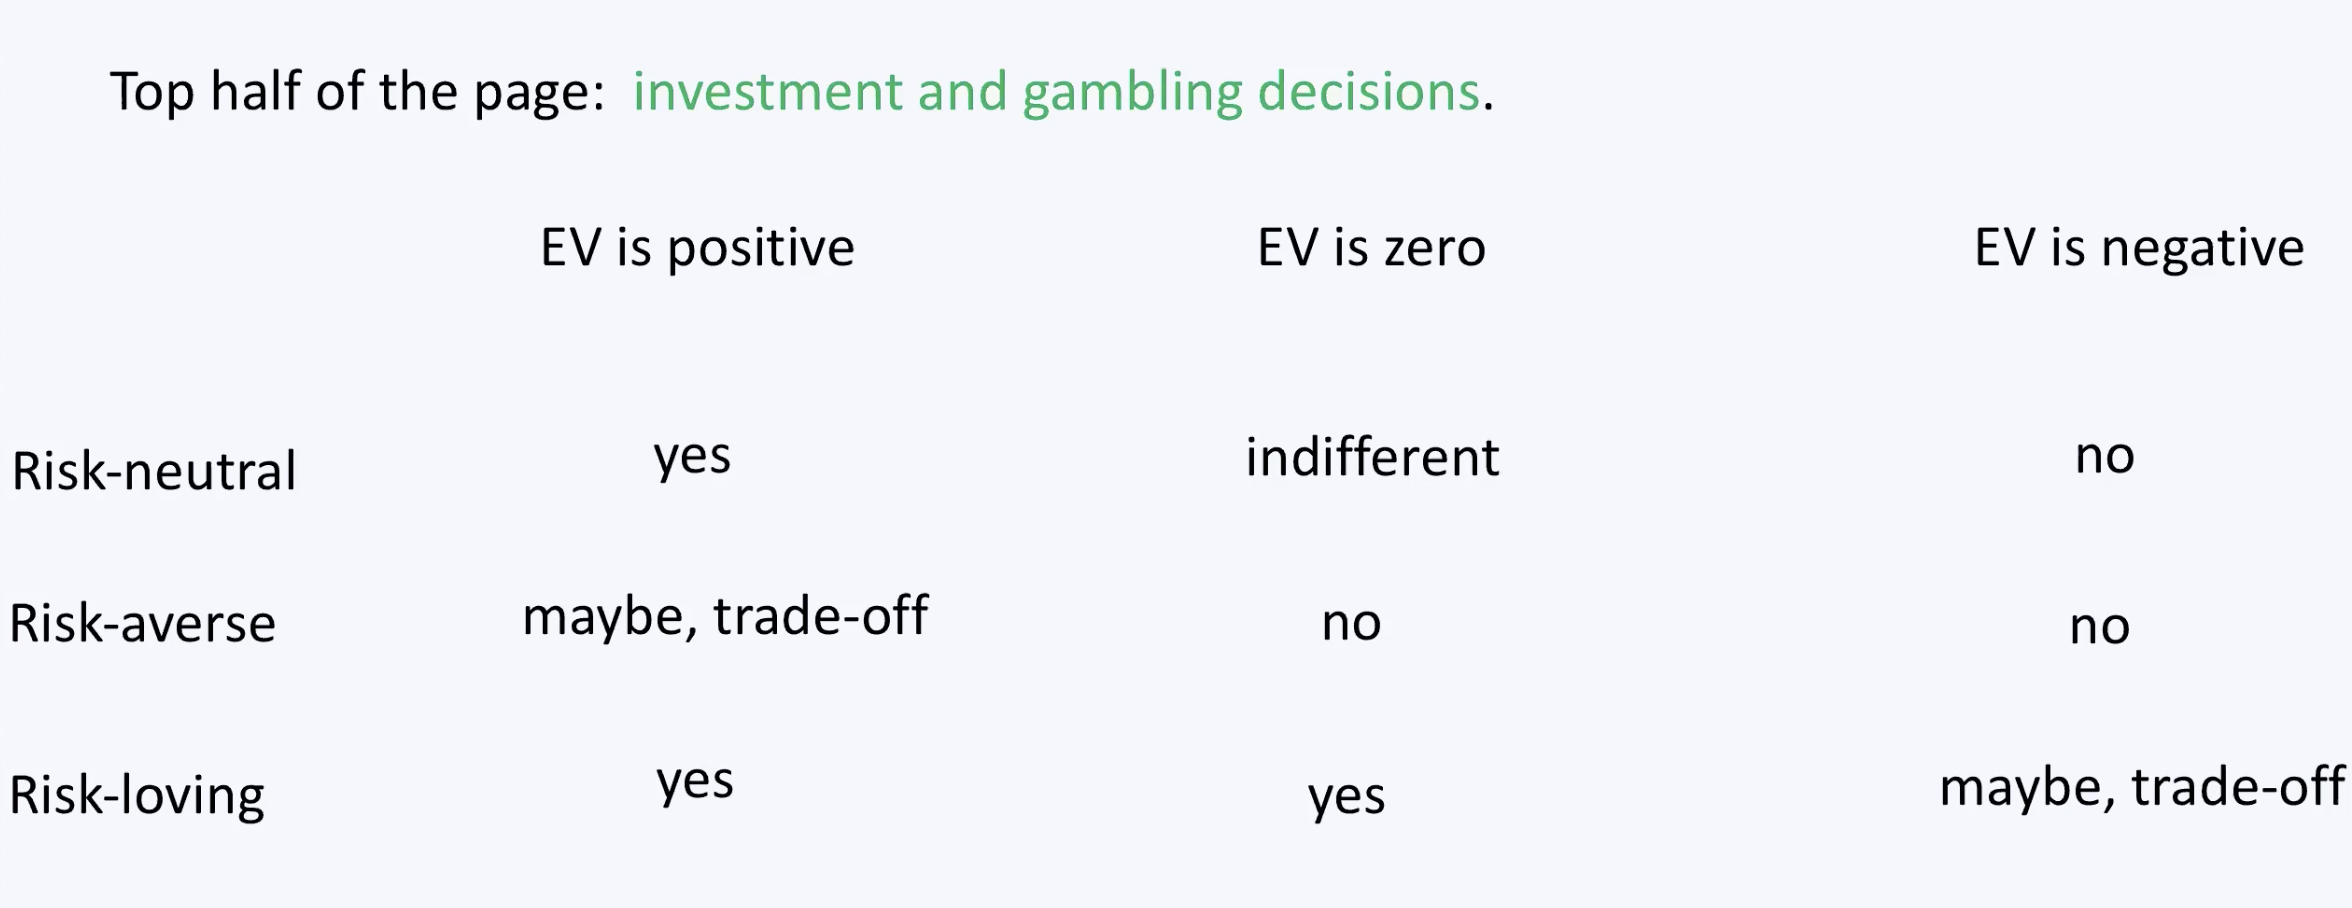 Top half of the page: investment and gambling decisions.
EV is positive EV is zero EV is negative
Risk-neutral yes indifferent no
Risk-averse maybe, trade-off no no
Risk-loving yes yes maybe, trade-off